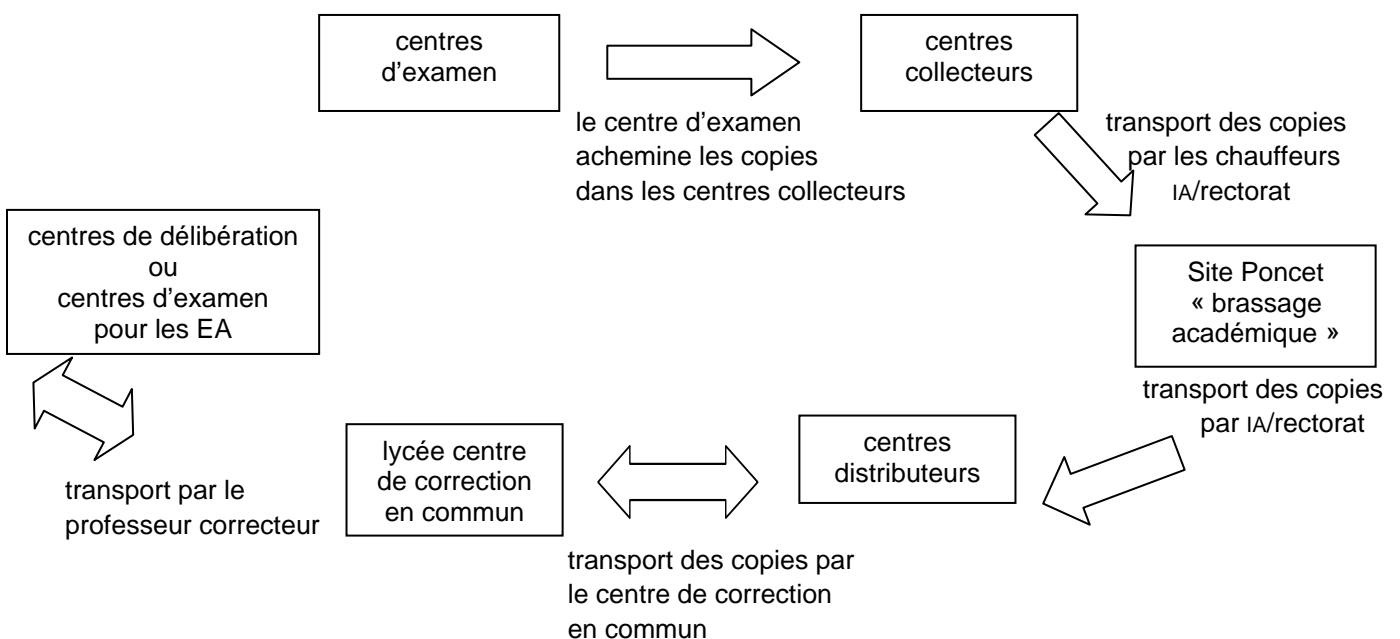 centres
d'examen
centres
collecteurs
le centre d'examen
achemine les copies
dans les centres collecteurs
transport des copies
par les chauffeurs
IA/rectorat
centres de délibération
ou
centres d'examen
pour les EA
Site Poncet
« brassage
académique »
transport des copies
par IA/rectorat
centres
distributeurs
lycée centre
de correction
en commun
transport par le
professeur correcteur
transport des copies par
le centre de correction
en commun